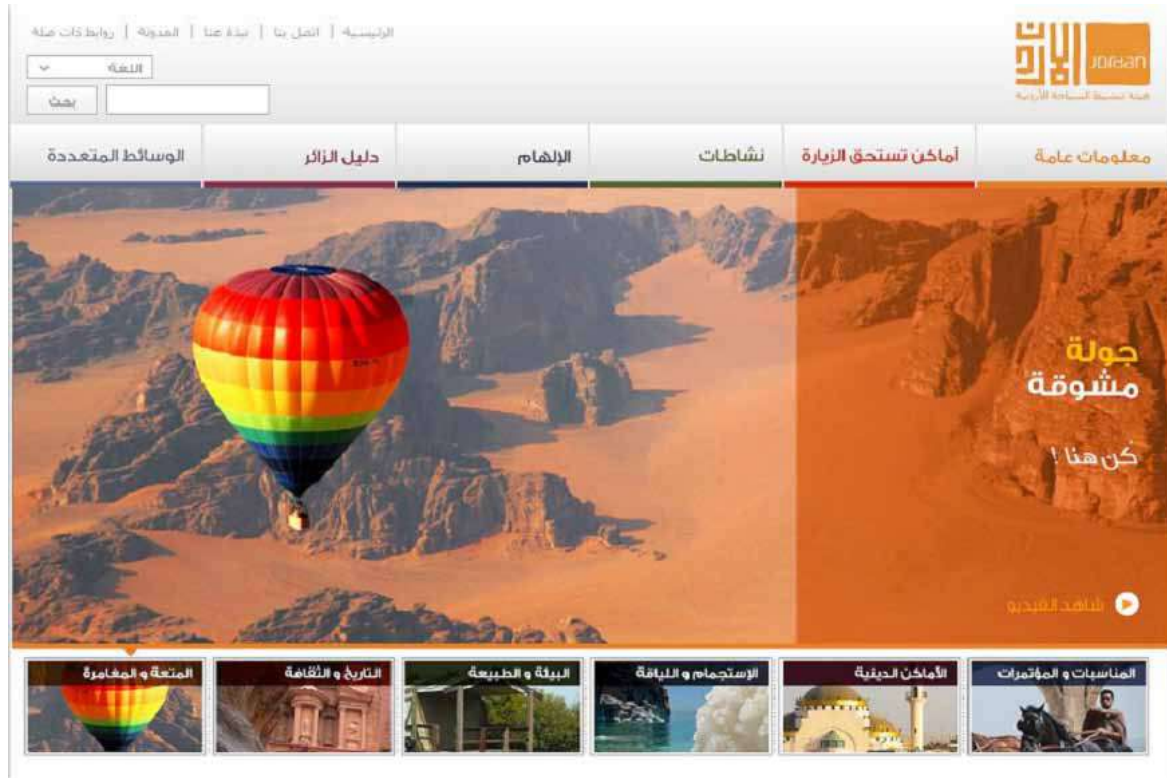 الرئيسية | اتصل بنا | نبذة عنا | المدونة | روابط ذات صلة
اللغة
بحث
الأردن
Jordan
هيئة تنشيط السياحة الأردنية
معلومات عامة
أماكن تستحق الزيارة
نشاطات
الإلهام
دليل الزائر
الوسائط المتعددة
جولة
مشوقة
كن هنا !
شاهد الفيديو
المناسبات و المؤتمرات
الأماكن الدينية
الإستجمام و اللياقة
البيئة و الطبيعة
التاريخ و الثقافة
المتعة و المغامرة